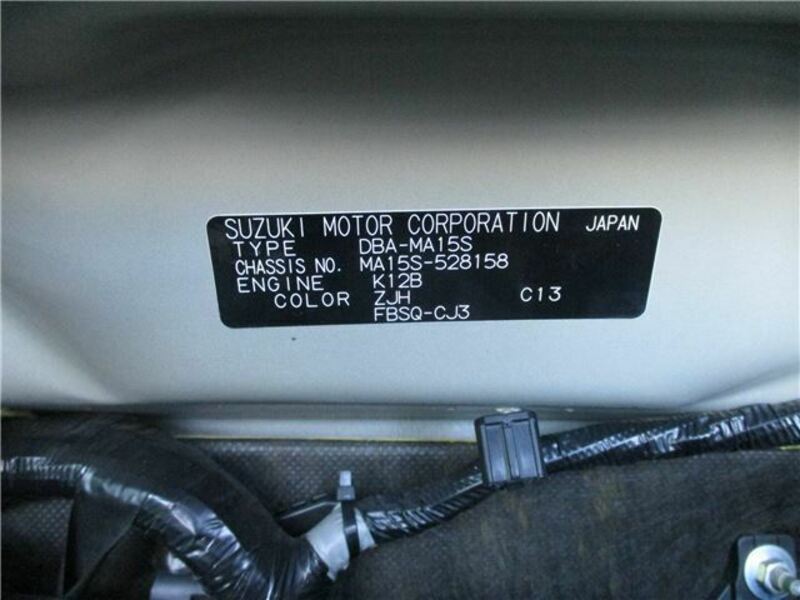 SUZUKI MOTOR CORPORATION JAPAN
TYPE DBA-MA15S
CHASSIS NO. MA15S-528158
ENGINE K12B
COLOR ZJH C13
FBSQ-CJ3